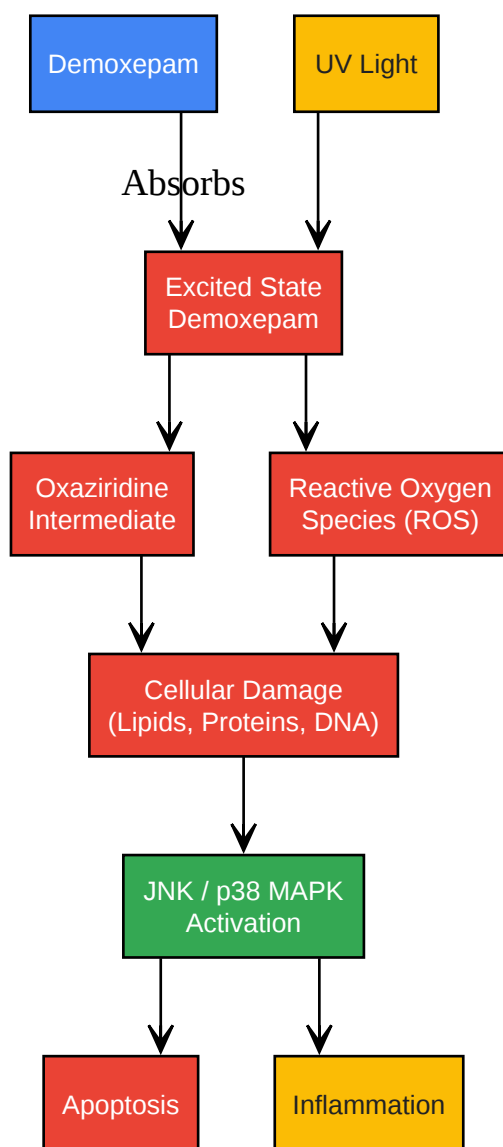 Demoxepam
UV Light
Absorbs
Excited State
Demoxepam
Oxaziridine
Intermediate
Reactive Oxygen
Species (ROS)
Cellular Damage
(Lipids, Proteins, DNA)
JNK / p38 MAPK
Activation
Apoptosis
Inflammation